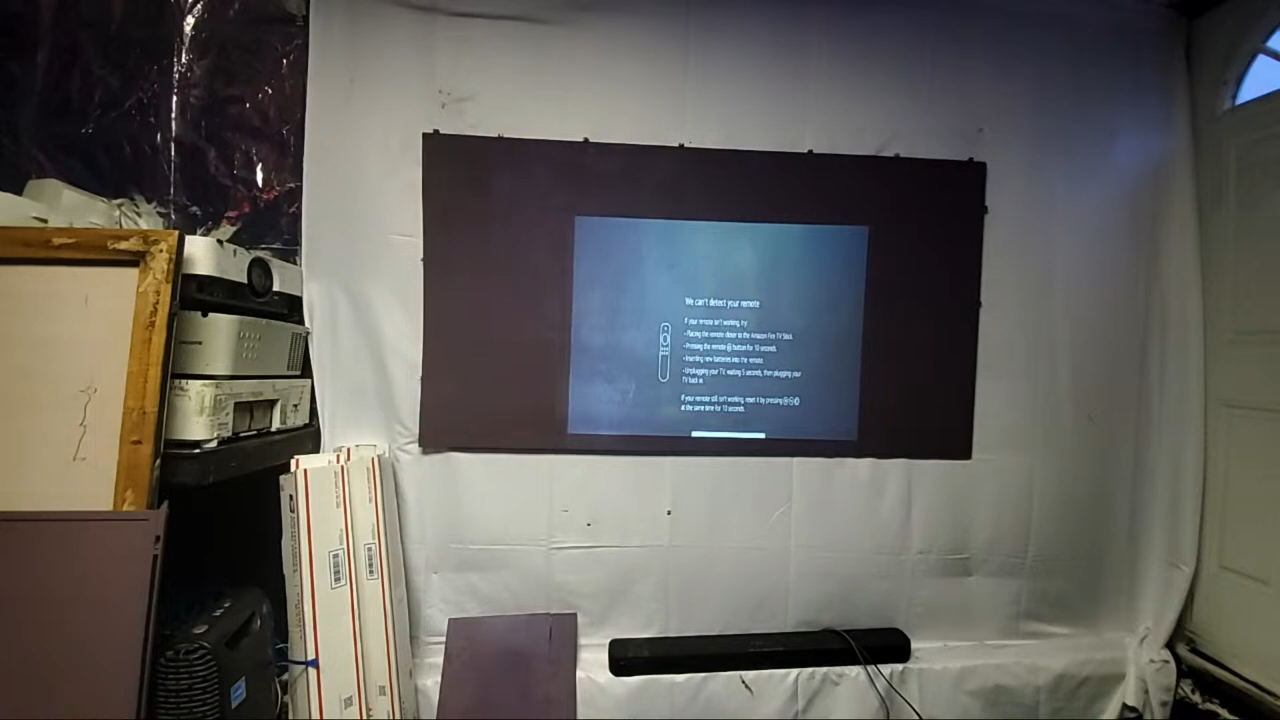 We can't detect your remote
If your remote isn't working, try:
• Placing the remote closer to the Amazon Fire TV Stick.
• Pressing the remote button for 10 seconds.
• Inserting new batteries into the remote.
• Unplugging your TV, waiting 5 seconds, then plugging your
TV back in.
If your remote still isn't working, reset it by pressing
at the same time for 10 seconds.